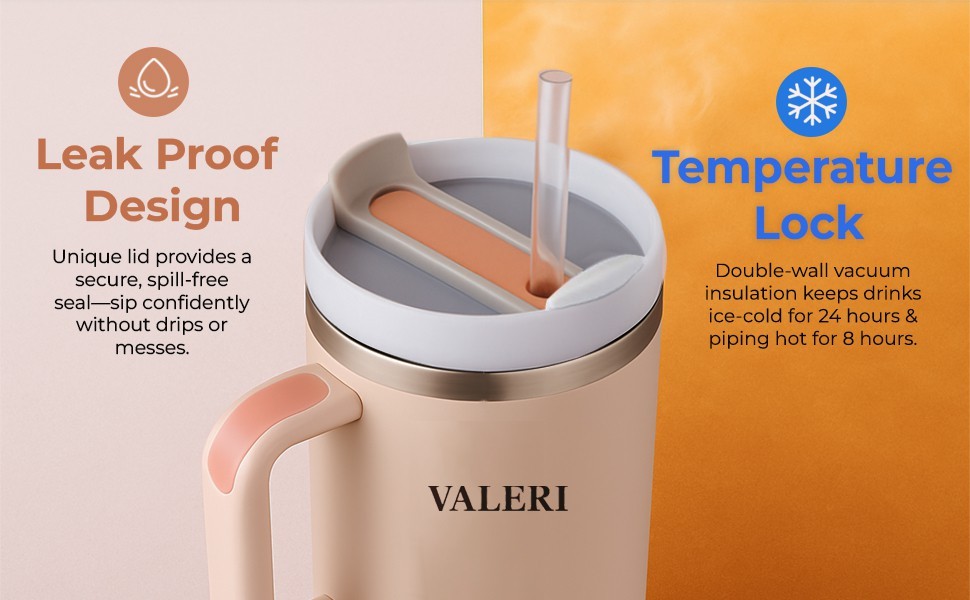 Leak Proof
Design
Unique lid provides a
secure, spill-free
seal—sip confidently
without drips or
messes.
Temperature
Lock
Double-wall vacuum
insulation keeps drinks
ice-cold for 24 hours &
piping hot for 8 hours.
VALERI